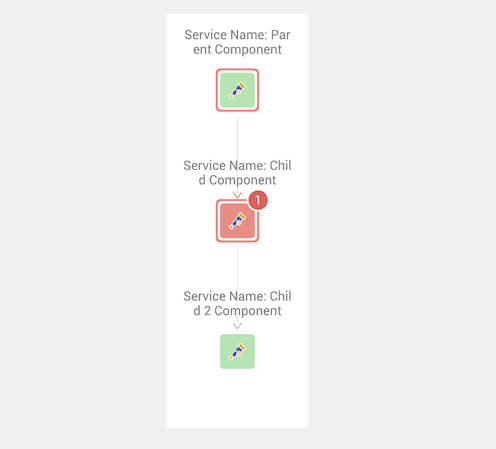 Service Name: Par
ent Component
Service Name: Chil
d Component
1
Service Name: Chil
d 2 Component